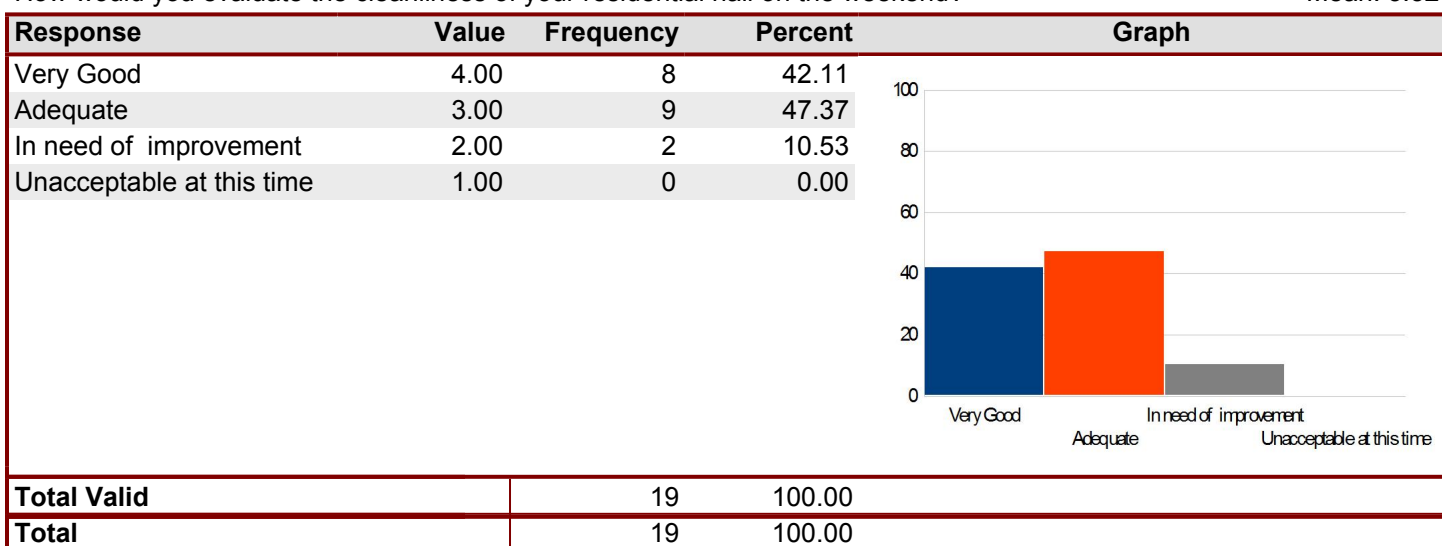 Response Value Frequency Percent Graph
Very Good 4.00 8 42.11
Adequate 3.00 9 47.37
In need of improvement 2.00 2 10.53
Unacceptable at this time 1.00 0 0.00
100
80
60
40
20
0
Very Good In need of improvement
Adequate Unacceptable at this time
Total Valid 19 100.00
Total 19 100.00